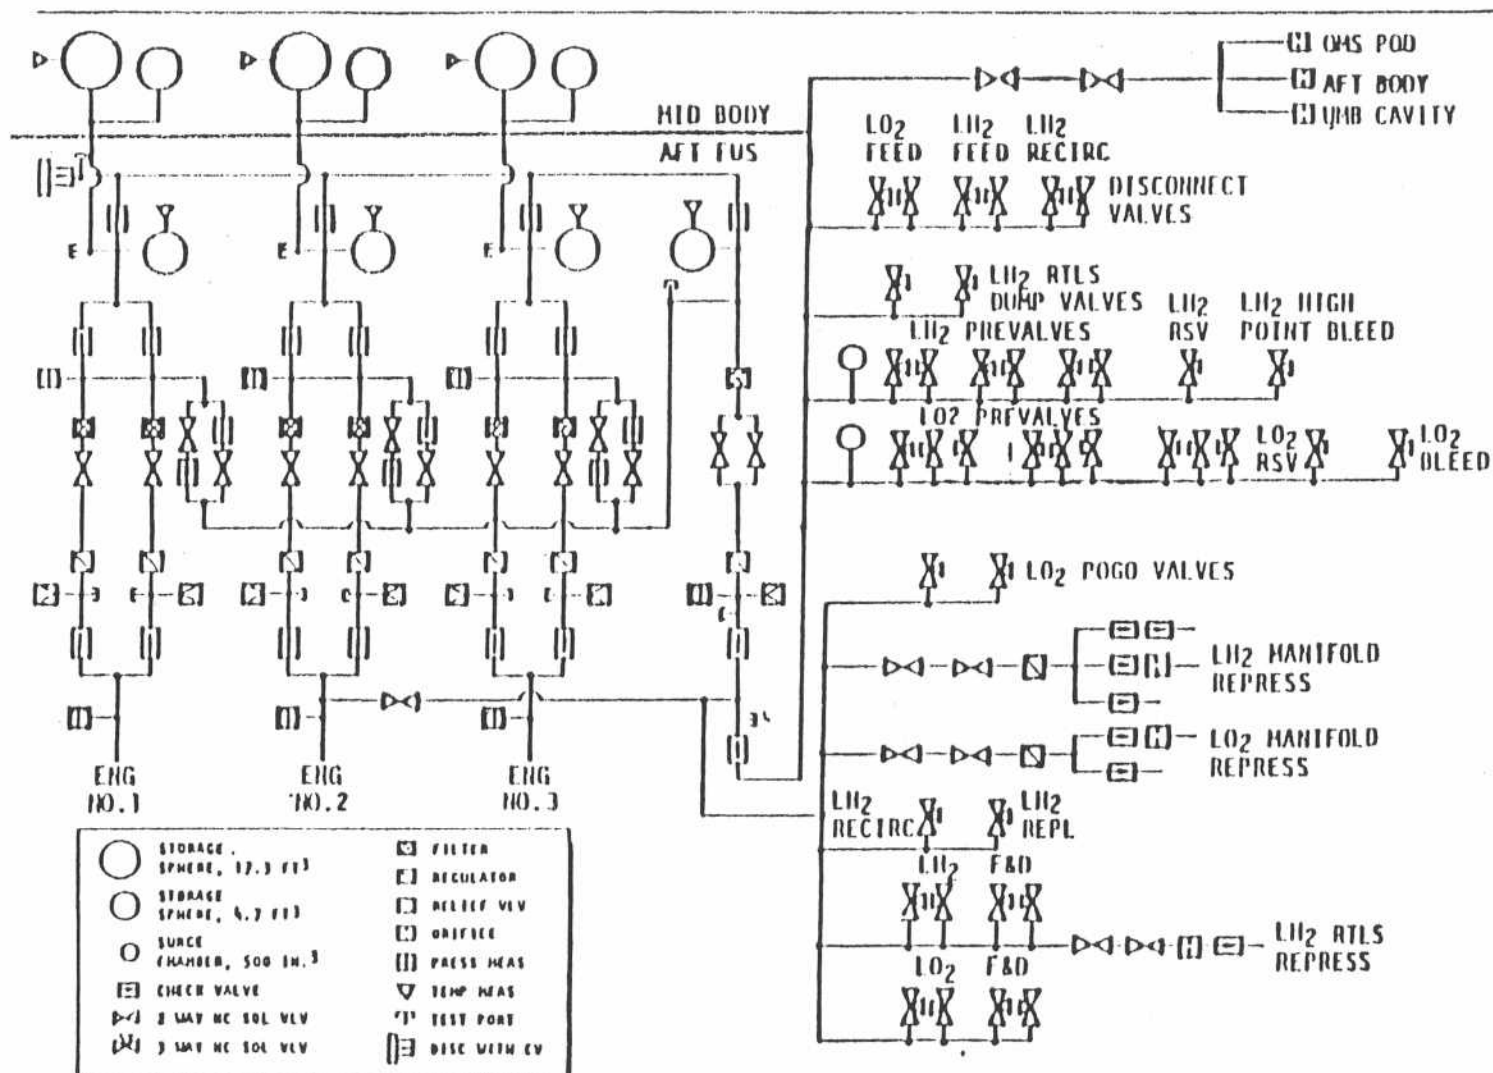 OMS POD
AFT BODY
UMB CAVITY
MID BODY
AFT FUS
LO2 FEED
LH2 FEED
LH2 RECIRC
DISCONNECT
VALVES
LH2 RTLS
DUMP VALVES
LH2 PREVALVES
LH2
RSV
LH2 HIGH
POINT BLEED
LO2 PREVALVES
LO2
RSV
LO2
BLEED
LO2 POGO VALVES
LH2 MANIFOLD
REPRESS
LO2 MANIFOLD
REPRESS
ENG
NO.1
ENG
NO.2
ENG
NO.3
LH2
RECIRC
LH2
REPL
LH2 F&D
LH2 RTLS
REPRESS
LO2 F&D
STORAGE
SPHERE, 17.3 FT3
STORAGE
SPHERE, 4.7 FT3
SURGE
CHAMBER, 500 IN.3
CHECK VALVE
2 WAY NC SOL VLV
3 WAY NC SOL VLV
FILTER
REGULATOR
RELIEF VLV
ORIFICE
PRESS MEAS
TEMP MEAS
TEST PORT
DISC WITH CV